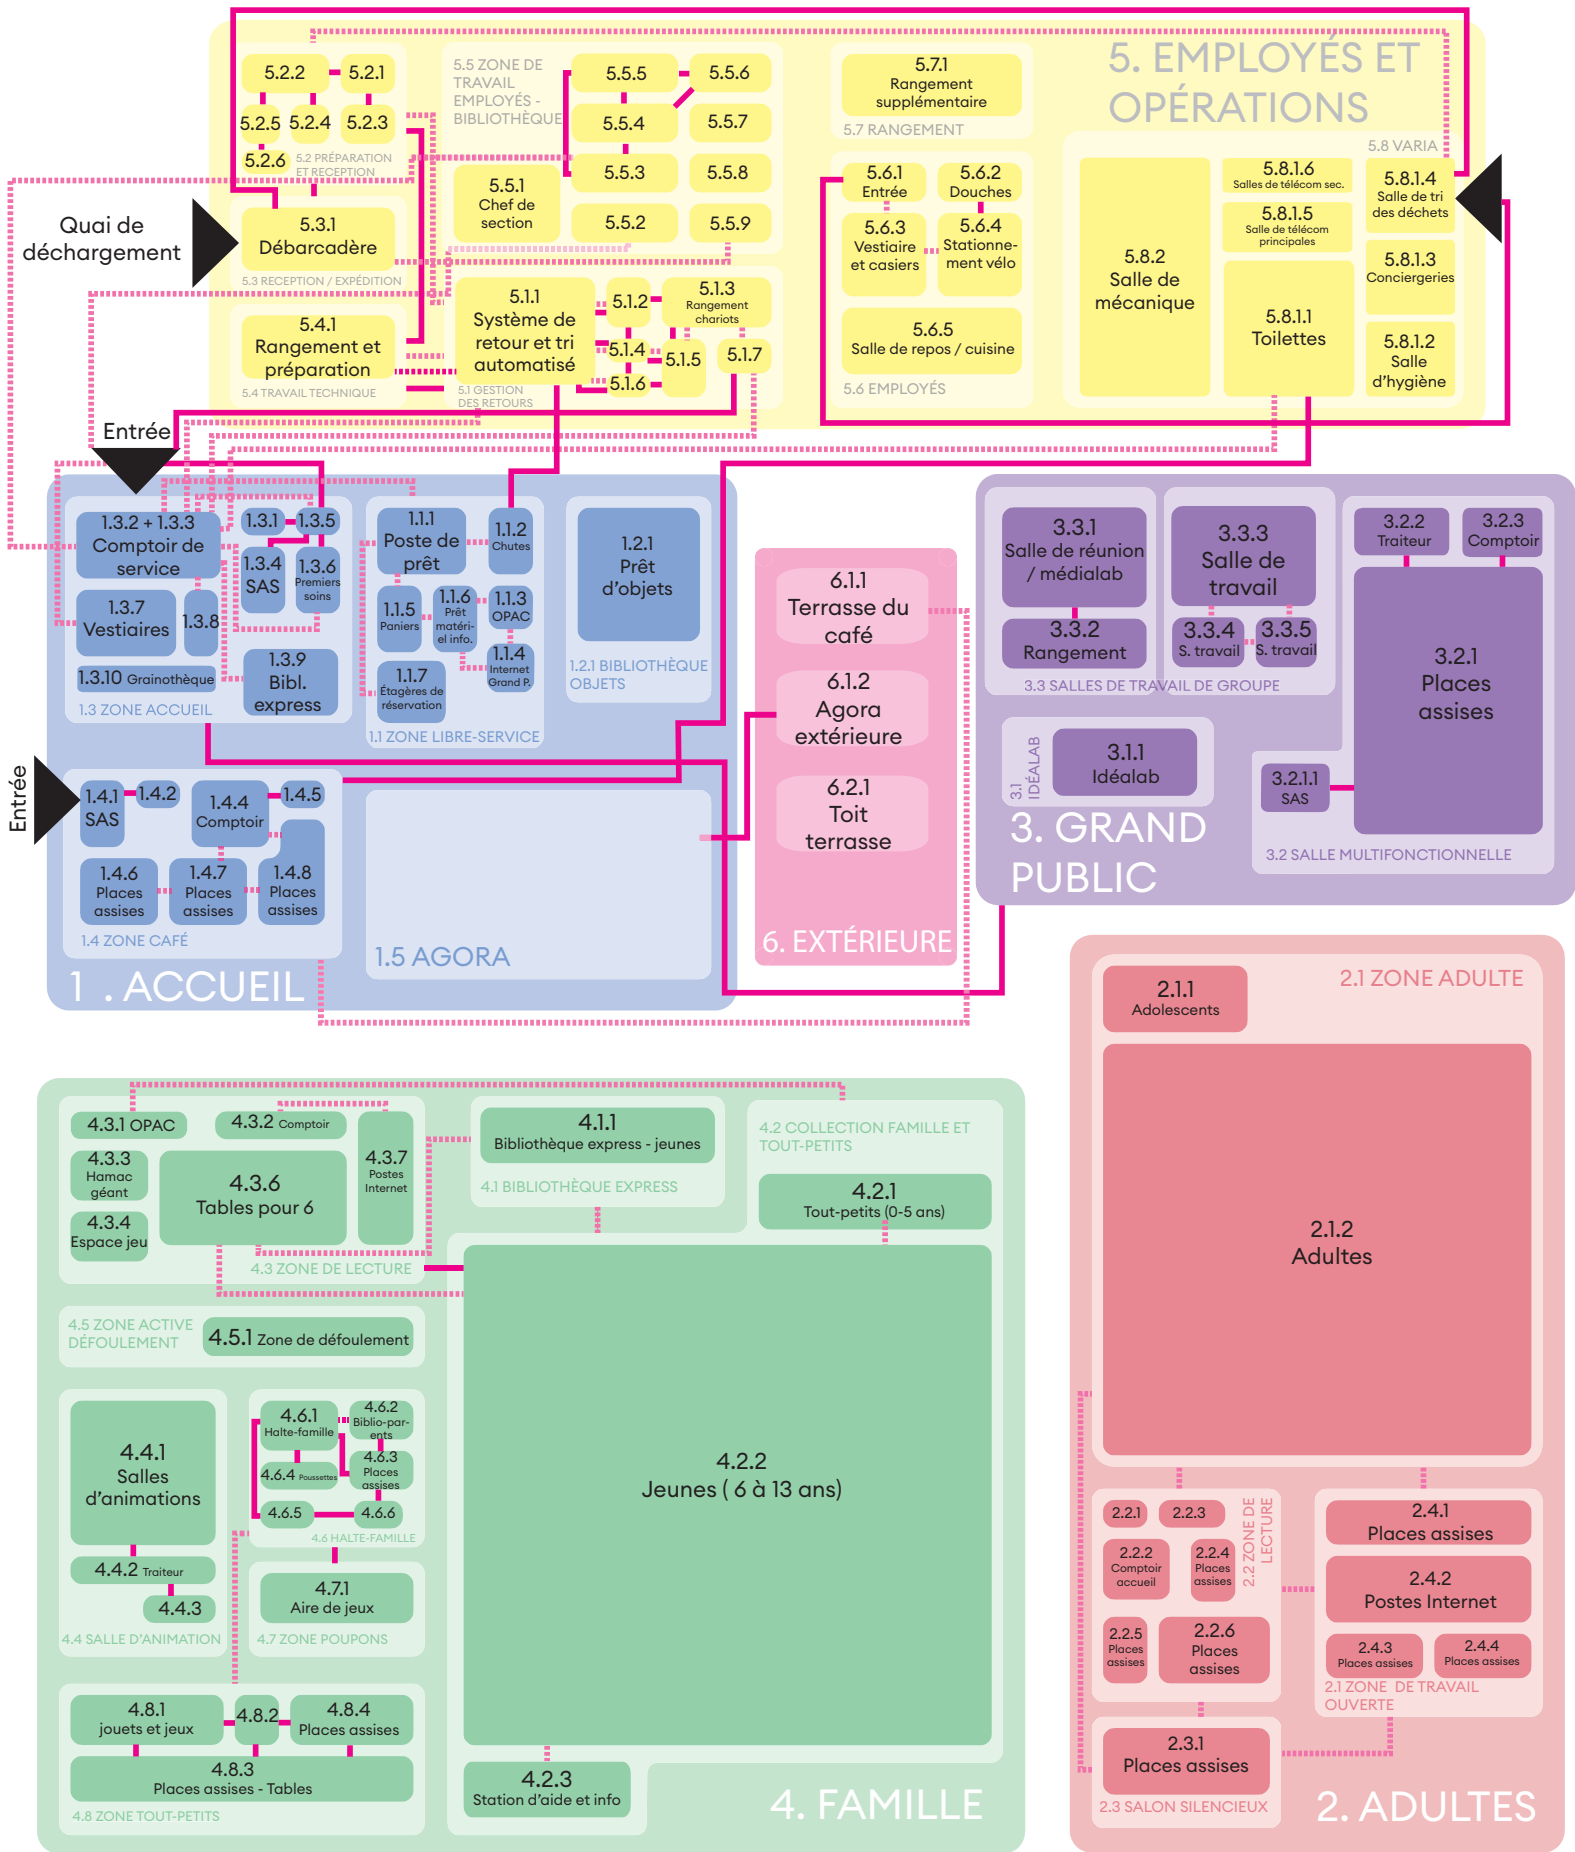 5. EMPLOYÉS ET
OPÉRATIONS
5.2.2
5.2.1
5.2.5
5.2.4
5.2.3
5.2.6
5.2 PRÉPARATION
ET RECEPTION
5.5 ZONE DE
TRAVAIL
EMPLOYÉS -
BIBLIOTHÈQUE
5.5.5
5.5.6
5.5.4
5.5.7
5.5.3
5.5.8
5.5.1
Chef de
section
5.5.2
5.5.9
5.7.1
Rangement
supplémentaire
5.7 RANGEMENT
5.6.1
Entrée
5.6.2
Douches
5.6.3
Vestiaire
et casiers
5.6.4
Stationne-
ment vélo
5.6.5
Salle de repos / cuisine
5.6 EMPLOYÉS
5.8 VARIA
5.8.2
Salle de
mécanique
5.8.1.6
Salles de télécom sec.
5.8.1.5
Salle de télécom
principales
5.8.1.1
Toilettes
5.8.1.4
Salle de tri
des déchets
5.8.1.3
Conciergeries
5.8.1.2
Salle
d'hygiène
Quai de
déchargement
5.3.1
Débarcadère
5.3 RECEPTION / EXPÉDITION
5.4.1
Rangement et
préparation
5.4 TRAVAIL TECHNIQUE
5.1.1
Système de
retour et tri
automatisé
5.1.2
5.1.3
Rangement
chariots
5.1.4
5.1.5
5.1.7
5.1.6
5.1 GESTION
DES RETOURS
Entrée
1.3.2 + 1.3.3
Comptoir de
service
1.3.1
1.3.5
1.3.4
SAS
1.3.6
Premiers
soins
1.3.7
Vestiaires
1.3.8
1.3.9
Bibl.
express
1.3.10 Grainothèque
1.3 ZONE ACCUEIL
1.1.1
Poste de
prêt
1.1.2
Chutes
1.1.5
Paniers
1.1.6
Prêt
matéri-
el info.
1.1.3
OPAC
1.1.4
Internet
Grand P.
1.1.7
Étagères de
réservation
1.1 ZONE LIBRE-SERVICE
1.2.1
Prêt
d'objets
1.2.1 BIBLIOTHÈQUE
OBJETS
Entrée
1.4.1
SAS
1.4.2
1.4.4
Comptoir
1.4.5
1.4.6
Places
assises
1.4.7
Places
assises
1.4.8
Places
assises
1.4 ZONE CAFÉ
1.5 AGORA
1 . ACCUEIL
6.1.1
Terrasse du
café
6.1.2
Agora
extérieure
6.2.1
Toit
terrasse
6. EXTÉRIEURE
3.3.1
Salle de réunion
/ médialab
3.3.2
Rangement
3.3.3
Salle de
travail
3.3.4
S. travail
3.3.5
S. travail
3.3 SALLES DE TRAVAIL DE GROUPE
3.2.2
Traiteur
3.2.3
Comptoir
3.2.1
Places
assises
3.2.1.1
SAS
3.2 SALLE MULTIFONCTIONNELLE
3.1
IDÉALAB
3.1.1
Idéalab
3. GRAND
PUBLIC
2.1 ZONE ADULTE
2.1.1
Adolescents
2.1.2
Adultes
2.2.1
2.2.3
2.2.2
Comptoir
accueil
2.2.4
Places
assises
2.2 ZONE DE
LECTURE
2.2.5
Places
assises
2.2.6
Places
assises
2.4.1
Places assises
2.4.2
Postes Internet
2.4.3
Places assises
2.4.4
Places assises
2.1 ZONE DE TRAVAIL
OUVERTE
2.3.1
Places assises
2.3 SALON SILENCIEUX
2. ADULTES
4.3.1 OPAC
4.3.2 Comptoir
4.3.3
Hamac
géant
4.3.4
Espace jeu
4.3.6
Tables pour 6
4.3.7
Postes
Internet
4.3 ZONE DE LECTURE
4.1.1
Bibliothèque express - jeunes
4.1 BIBLIOTHÈQUE EXPRESS
4.2 COLLECTION FAMILLE ET
TOUT-PETITS
4.2.1
Tout-petits (0-5 ans)
4.2.2
Jeunes ( 6 à 13 ans)
4.2.3
Station d'aide et info
4.5 ZONE ACTIVE
DÉFOULEMENT
4.5.1 Zone de défoulement
4.4.1
Salles
d'animations
4.4.2 Traiteur
4.4.3
4.4 SALLE D'ANIMATION
4.6.1
Halte-famille
4.6.2
Biblio-par-
ents
4.6.3
Places
assises
4.6.4 Poussettes
4.6.5
4.6.6
4.6 HALTE-FAMILLE
4.7.1
Aire de jeux
4.7 ZONE POUPONS
4.8.1
jouets et jeux
4.8.2
4.8.4
Places assises
4.8.3
Places assises - Tables
4.8 ZONE TOUT-PETITS
4. FAMILLE